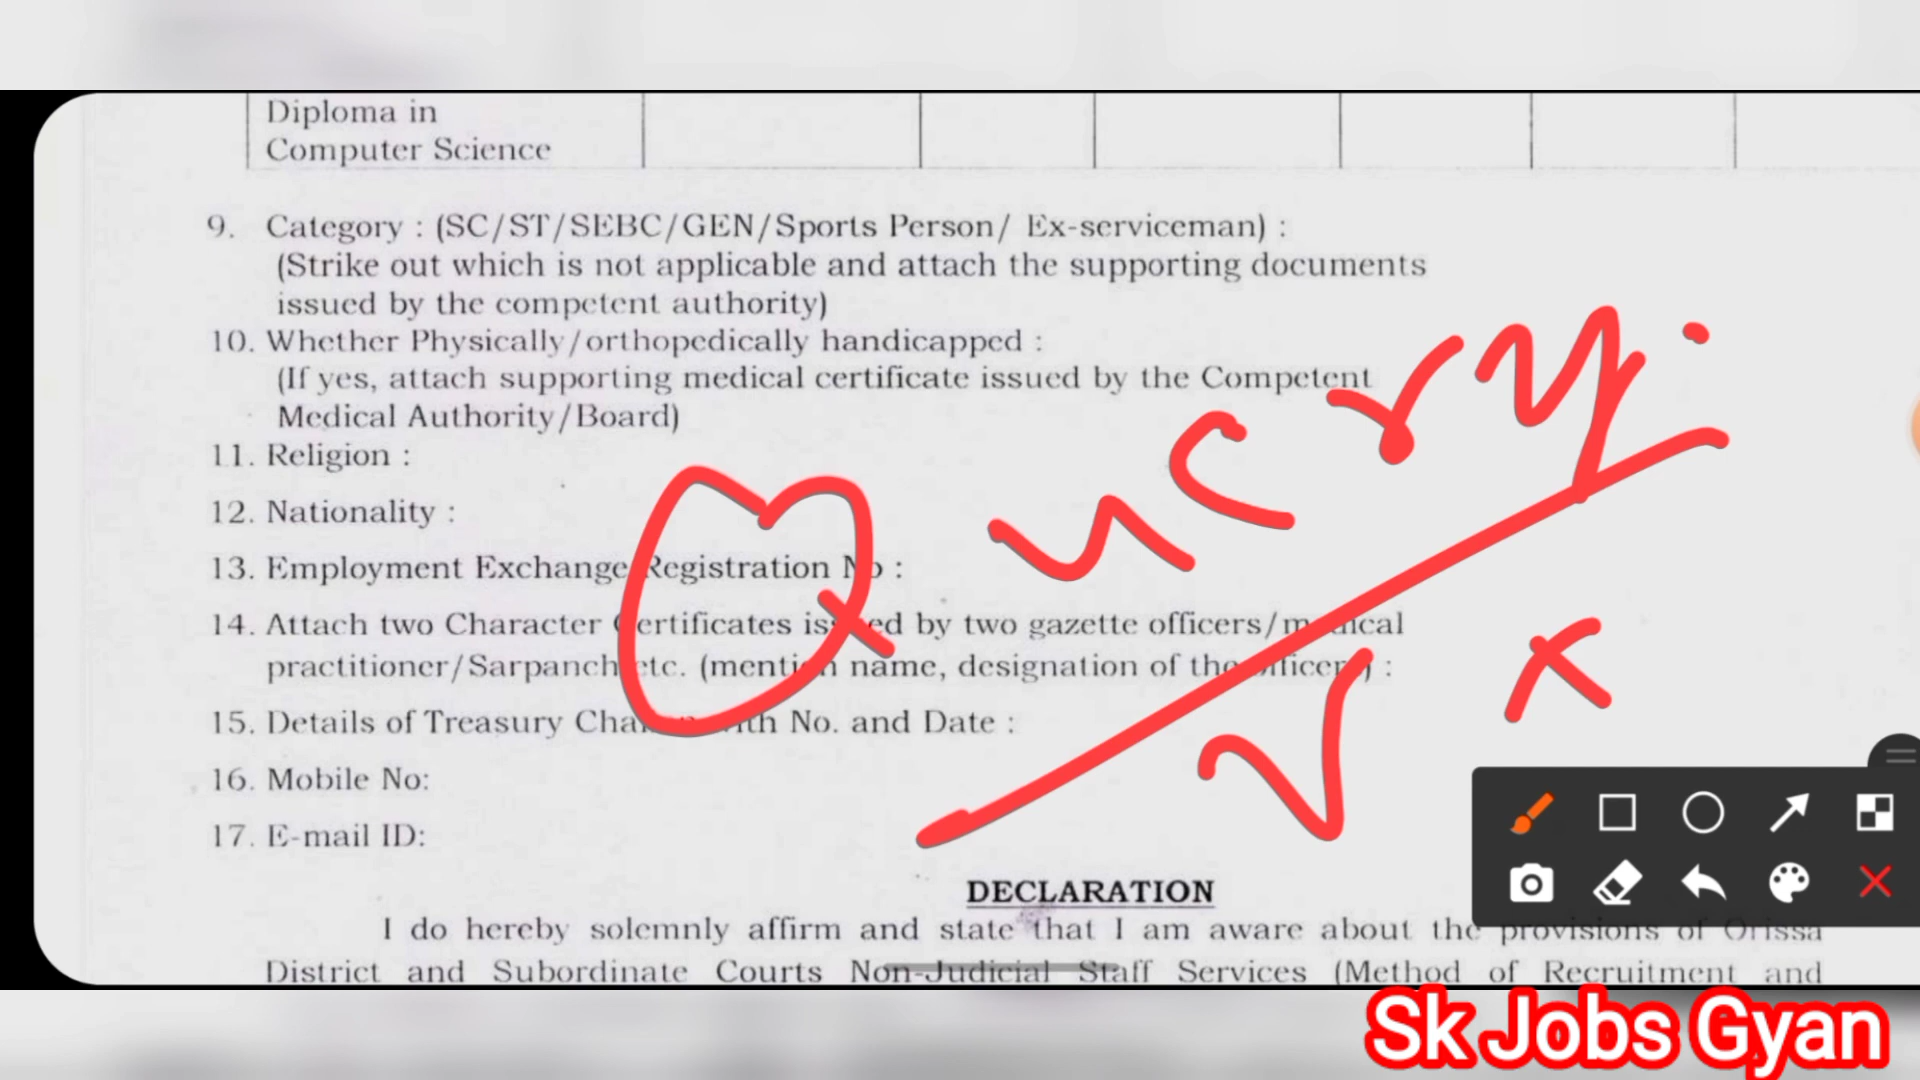 Diploma in
Computer Science
9. Category : (SC/ST/SEBC/GEN/Sports Person/ Ex-serviceman) :
(Strike out which is not applicable and attach the supporting documents
issued by the competent authority)
10. Whether Physically/orthopedically handicapped :
(If yes, attach supporting medical certificate issued by the Competent
Medical Authority/Board)
11. Religion :
12. Nationality :
13. Employment Exchange Registration No :
14. Attach two Character Certificates issued by two gazette officers/medical
practitioner/Sarpanch etc. (mention name, designation of the officer) :
15. Details of Treasury Challan with No. and Date :
16. Mobile No:
17. E-mail ID:
Query.
DECLARATION
I do hereby solemnly affirm and state that I am aware about the provisions of Orissa
District and Subordinate Courts Non-Judicial Staff Services (Method of Recruitment and
Sk Jobs Gyan